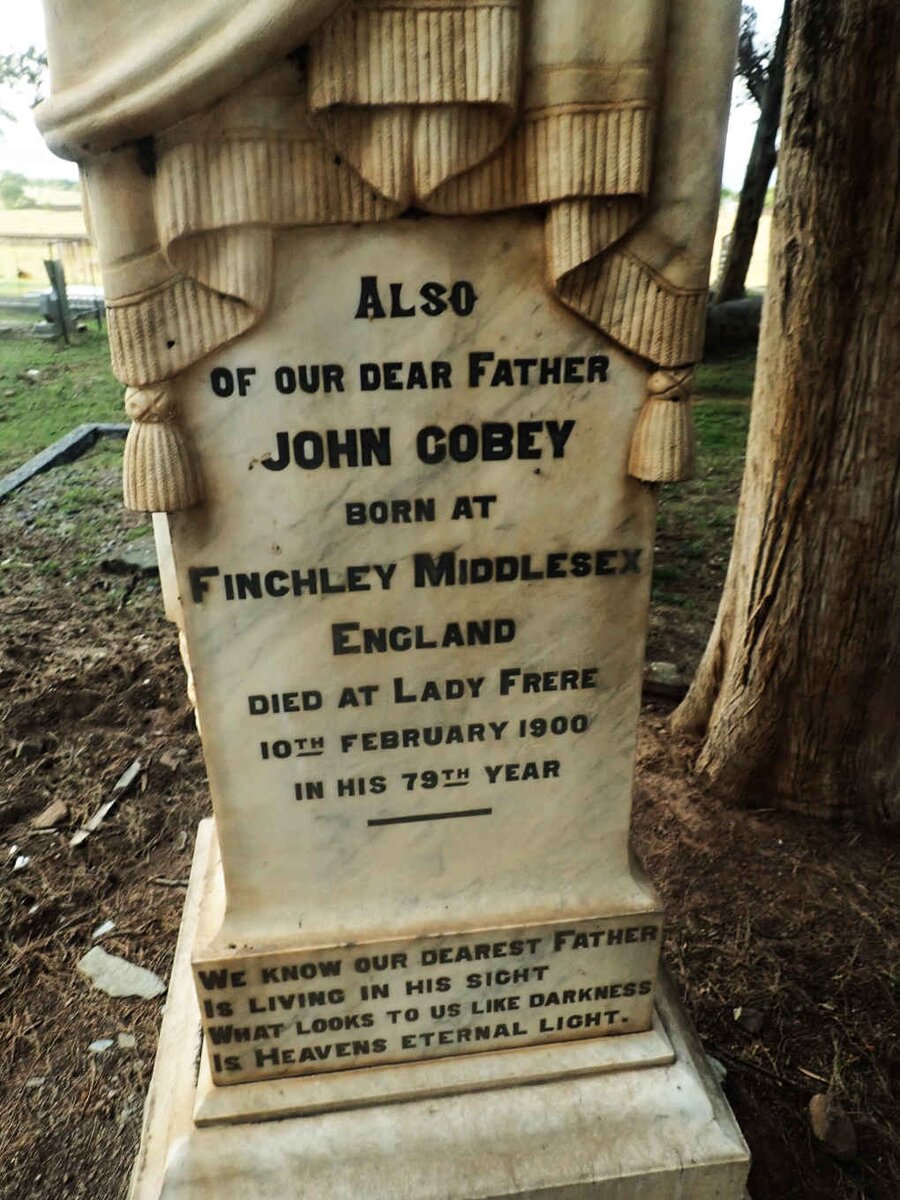 ALSO
OF OUR DEAR FATHER
JOHN COBEY
BORN AT
FINCHLEY MIDDLESEX
ENGLAND
DIED AT LADY FRERE
10TH FEBRUARY 1900
IN HIS 79TH YEAR
WE KNOW OUR DEAREST FATHER
IS LIVING IN HIS SIGHT
WHAT LOOKS TO US LIKE DARKNESS
IS HEAVENS ETERNAL LIGHT.